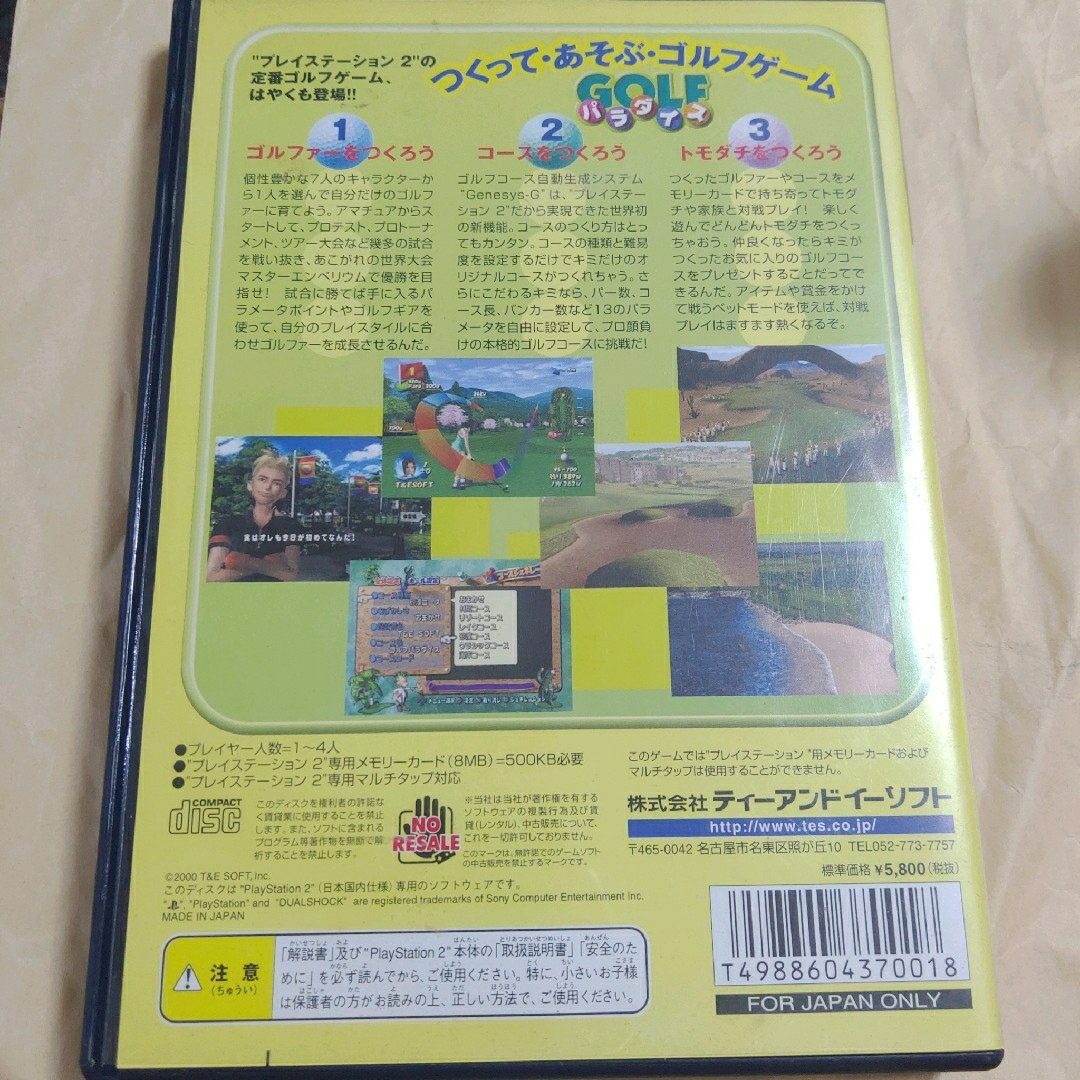 "プレイステーション 2"の
定番ゴルフゲーム、
はやくも登場!!
つくって・あそぶ・ゴルフゲーム
GOLF
パラダイス
1
ゴルファーをつくろう
個性豊かな7人のキャラクターか
ら1人を選んで自分だけのゴルフ
ァーに育てよう。アマチュアからス
タートして、プロテスト、プロトーナ
メント、ツアー大会など幾多の試合
を戦い抜き、あこがれの世界大会
マスターエンペリウムで優勝を目
指せ! 試合に勝てば手に入るパ
ラメータポイントやゴルフギアを
使って、自分のプレイスタイルに合
わせゴルファーを成長させるんだ。
2
コースをつくろう
ゴルフコース自動生成システム
"Genesys-G"は、"プレイステー
ション 2"だから実現できた世界初
の新機能。コースのつくり方はとっ
てもカンタン。コースの種類と難易
度を設定するだけでキミだけのオ
リジナルコースがつくれちゃう。さ
らにこだわるキミなら、パー数、コ
ース長、バンカー数など13のパラ
メータを自由に設定して、プロ顔負
けの本格的ゴルフコースに挑戦だ!
3
トモダチをつくろう
つくったゴルファーやコースをメ
モリーカードで持ち寄ってトモダ
チや家族と対戦プレイ! 楽しく
遊んでどんどんトモダチをつくっ
ちゃおう。仲良くなったらキミが
つくったお気に入りのゴルフコー
スをプレゼントすることだってで
きるんだ。アイテムや賞金をかけ
て戦うベットモードを使えば、対戦
プレイはますます熱くなるぞ。
T&ESOFT
実はオレも今日が初めてなんだ!
おまかせ
林間コース
リゾートコース
レイクコース
クラシックコース
T&E SOFT
●プレイヤー人数=1~4人
●"プレイステーション 2"専用メモリーカード(8MB)=500KB必要
●"プレイステーション 2"専用マルチタップ対応
このゲームでは"プレイステーション "用メモリーカードおよび
マルチタップは使用することができません。
COMPACT
disc
このディスクを権利者の許諾な
く賃貸業に使用することを禁止
します。また、ソフトに含まれる
プログラム等著作物を無断で解
析することを禁止します。
NO
RESALE
※当社は当社が著作権を有する
ソフトウェアの複製行為及び賃
貸(レンタル)、中古販売について、
これを一切許可しておりません。
このマークは、無許諾でのゲームソフト
の中古販売を禁止するマークです。
株式会社 ティーアンドイーソフト
http://www.tes.co.jp/
〒465-0042 名古屋市名東区照が丘10 TEL052-773-7757
標準価格 ¥5,800(税抜)
©2000 T&E SOFT, Inc.
このディスクは "PlayStation 2" (日本国内仕様) 専用のソフトウェアです。
" ", "PlayStation" and "DUALSHOCK" are registered trademarks of Sony Computer Entertainment Inc.
MADE IN JAPAN
注意
(ちゅうい)
「解説書」及び"PlayStation 2"本体の「取扱説明書」「安全のた
めに」を必ず読んでから、ご使用ください。特に、小さいお子様
は保護者の方がお読みの上、正しい方法で、ご使用ください。
T4988604370018
FOR JAPAN ONLY